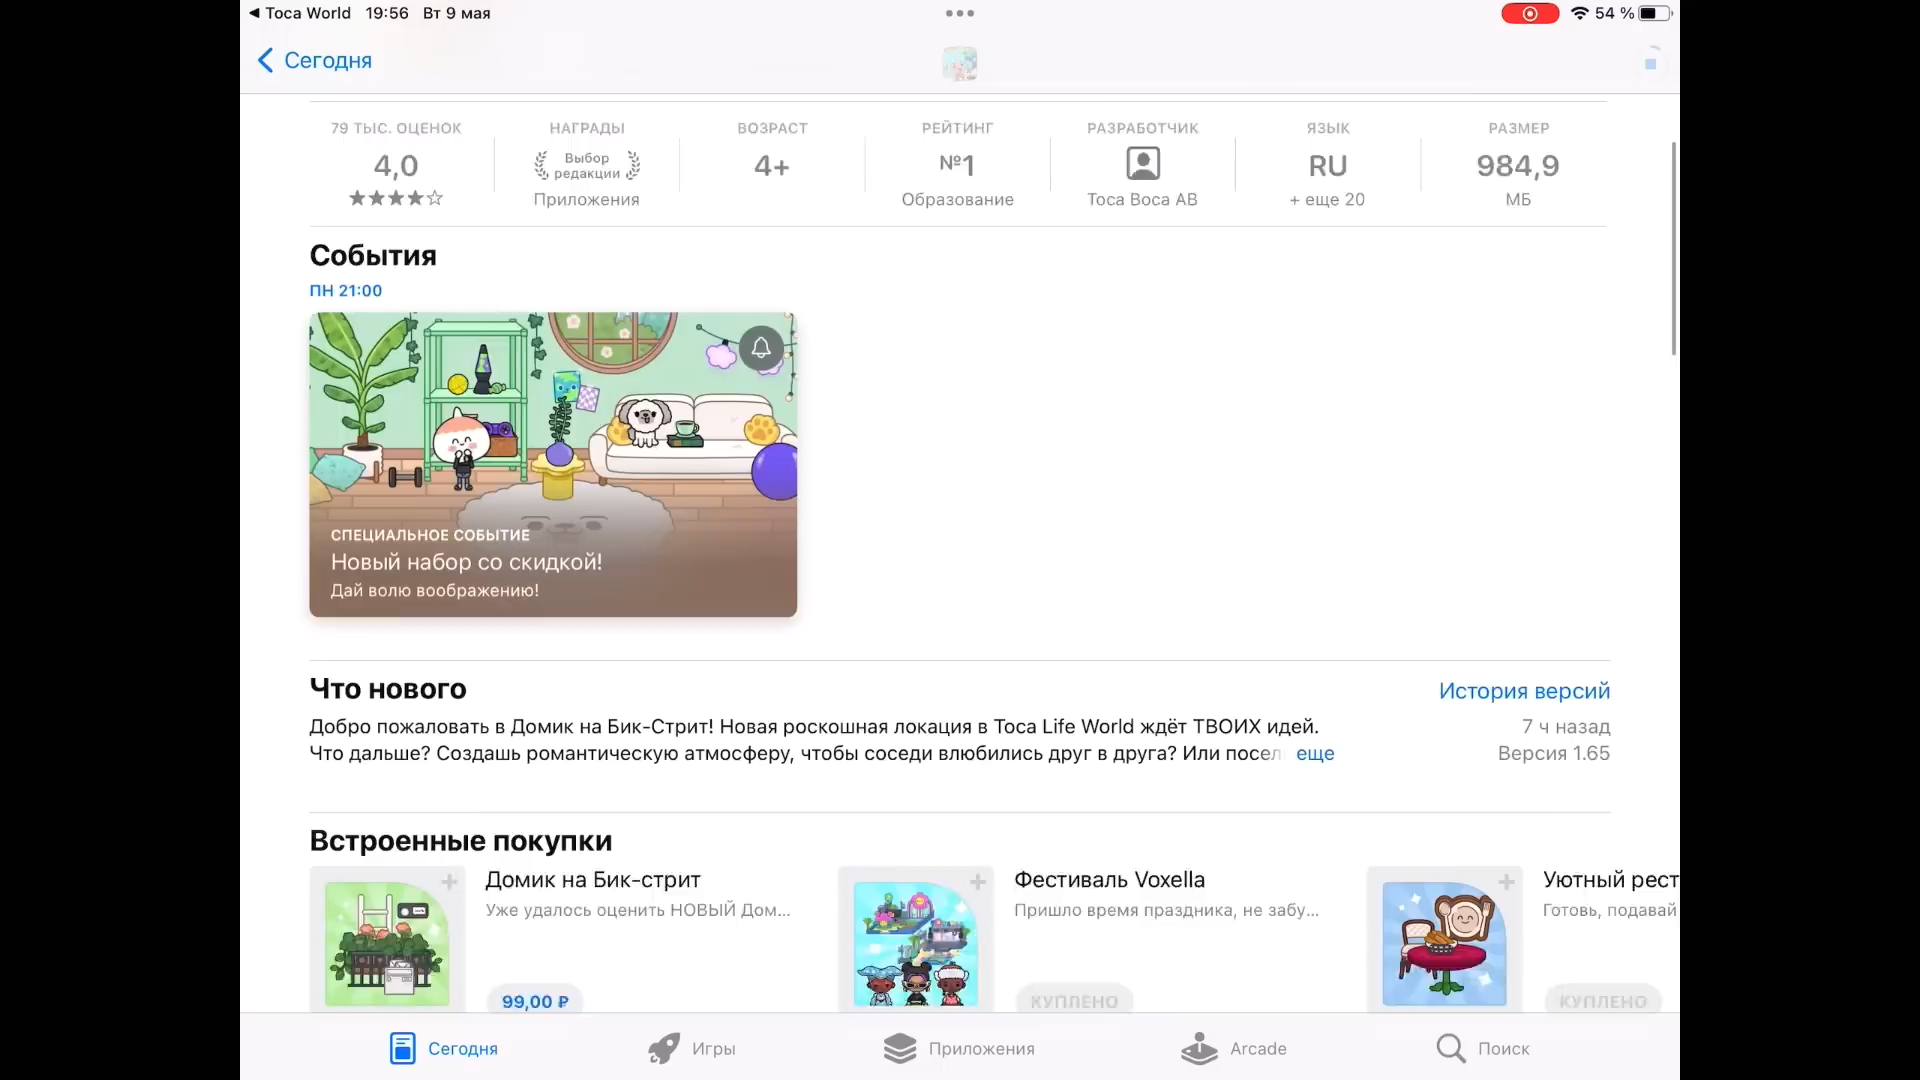 ◀ Toca World 19:56 Вт 9 мая
54 %
Сегодня
79 ТЫС. ОЦЕНОК
4,0
НАГРАДЫ
Выбор
редакции
Приложения
ВОЗРАСТ
4+
РЕЙТИНГ
№1
Образование
РАЗРАБОТЧИК
Toca Boca AB
ЯЗЫК
RU
+ еще 20
РАЗМЕР
984,9
МБ
События
ПН 21:00
СПЕЦИАЛЬНОЕ СОБЫТИЕ
Новый набор со скидкой!
Дай волю воображению!
Что нового
История версий
Добро пожаловать в Домик на Бик-Стрит! Новая роскошная локация в Toca Life World ждёт ТВОИХ идей.
7 ч назад
Что дальше? Создашь романтическую атмосферу, чтобы соседи влюбились друг в друга? Или посел еще
Версия 1.65
Встроенные покупки
Домик на Бик-стрит
Уже удалось оценить НОВЫЙ Дом...
99,00 ₽
Фестиваль Voxella
Пришло время праздника, не забу...
КУПЛЕНО
Уютный рест
Готовь, подавай
КУПЛЕНО
Сегодня
Игры
Приложения
Arcade
Поиск